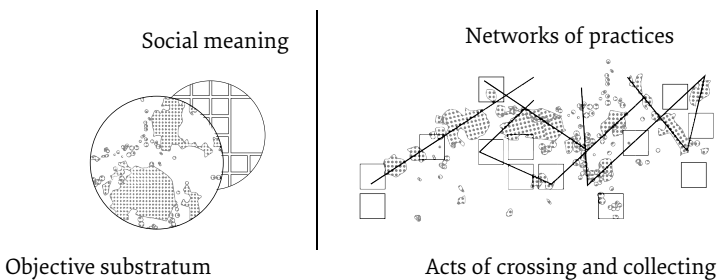 Social meaning
Objective substratum
Networks of practices
Acts of crossing and collecting